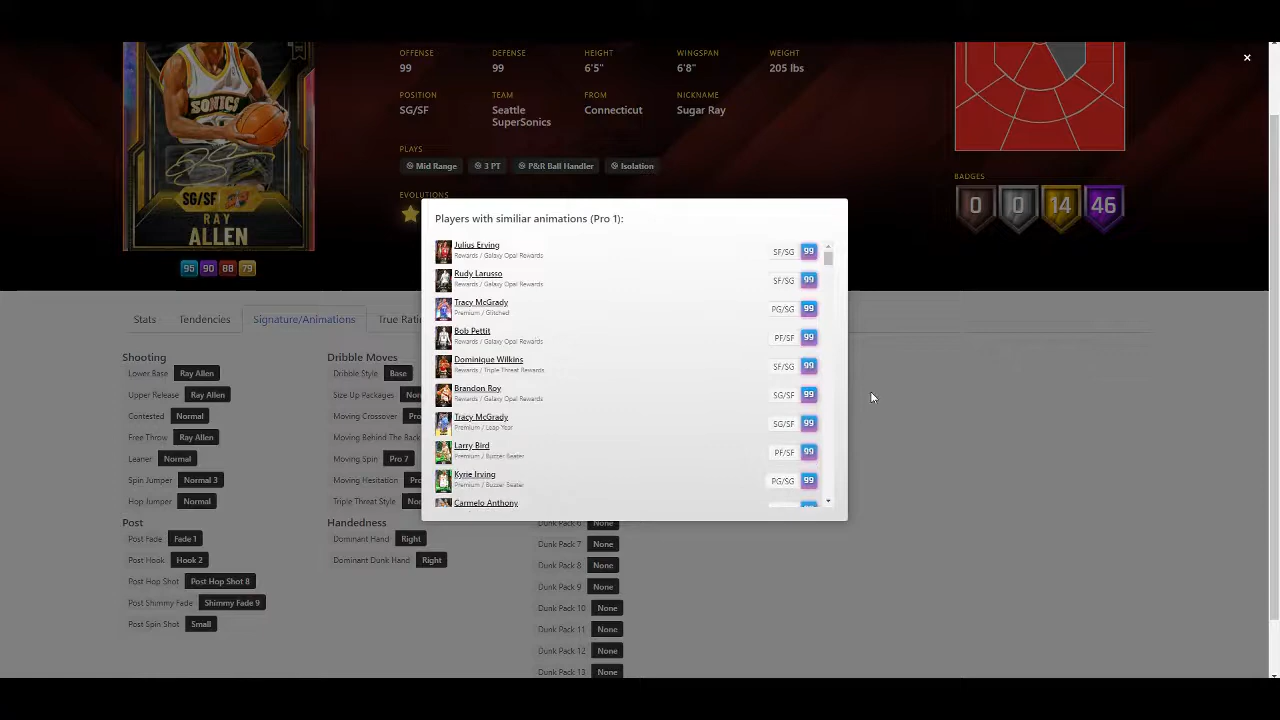 OFFENSE DEFENSE HEIGHT WINGSPAN WEIGHT
99 99 6'5" 6'8" 205 lbs
POSITION TEAM FROM NICKNAME
SG/SF Seattle SuperSonics Connecticut Sugar Ray
PLAYS
Mid Range 3 PT P&R Ball Handler Isolation
EVOLUTIONS
SONICS
SG/SF
RAY
ALLEN
95 90 88 79
BADGES
0 0 14 46
Stats Tendencies Signature/Animations
Players with similiar animations (Pro 1):
Julius Erving SF/SG 99
Rewards / Galaxy Opal Rewards
Rudy Larusso SF/SG 99
Rewards / Galaxy Opal Rewards
Tracy McGrady PG/SG 99
Premium / Glitched
Bob Pettit PF/SF 99
Rewards / Galaxy Opal Rewards
Dominique Wilkins SF/SG 99
Rewards / Triple Threat Rewards
Brandon Roy SG/SF 99
Rewards / Galaxy Opal Rewards
Tracy McGrady SG/SF 99
Premium / Leap Year
Larry Bird PF/SF 99
Premium / Buzzer Beater
Kyrie Irving PG/SG 99
Premium / Buzzer Beater
Carmelo Anthony
Shooting
Lower Base Ray Allen
Upper Release Ray Allen
Contested Normal
Free Throw Ray Allen
Leaner Normal
Spin Jumper Normal 3
Hop Jumper Normal
Post
Post Fade Fade 1
Post Hook Hook 2
Post Hop Shot Post Hop Shot 8
Post Shimmy Fade Shimmy Fade 9
Post Spin Shot Small
Dribble Moves
Dribble Style Base
Size Up Packages
Moving Crossover
Moving Behind The Back
Moving Spin Pro 7
Moving Hesitation
Triple Threat Style
Handedness
Dominant Hand Right
Dominant Dunk Hand Right
Dunk Pack 6 None
Dunk Pack 7 None
Dunk Pack 8 None
Dunk Pack 9 None
Dunk Pack 10 None
Dunk Pack 11 None
Dunk Pack 12 None
Dunk Pack 13 None